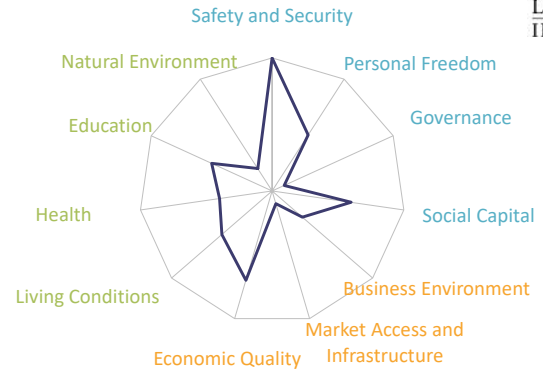 Safety and Security
Natural Environment
Personal Freedom
Education
Governance
Health
Social Capital
Living Conditions
Business Environment
Market Access and
Infrastructure
Economic Quality